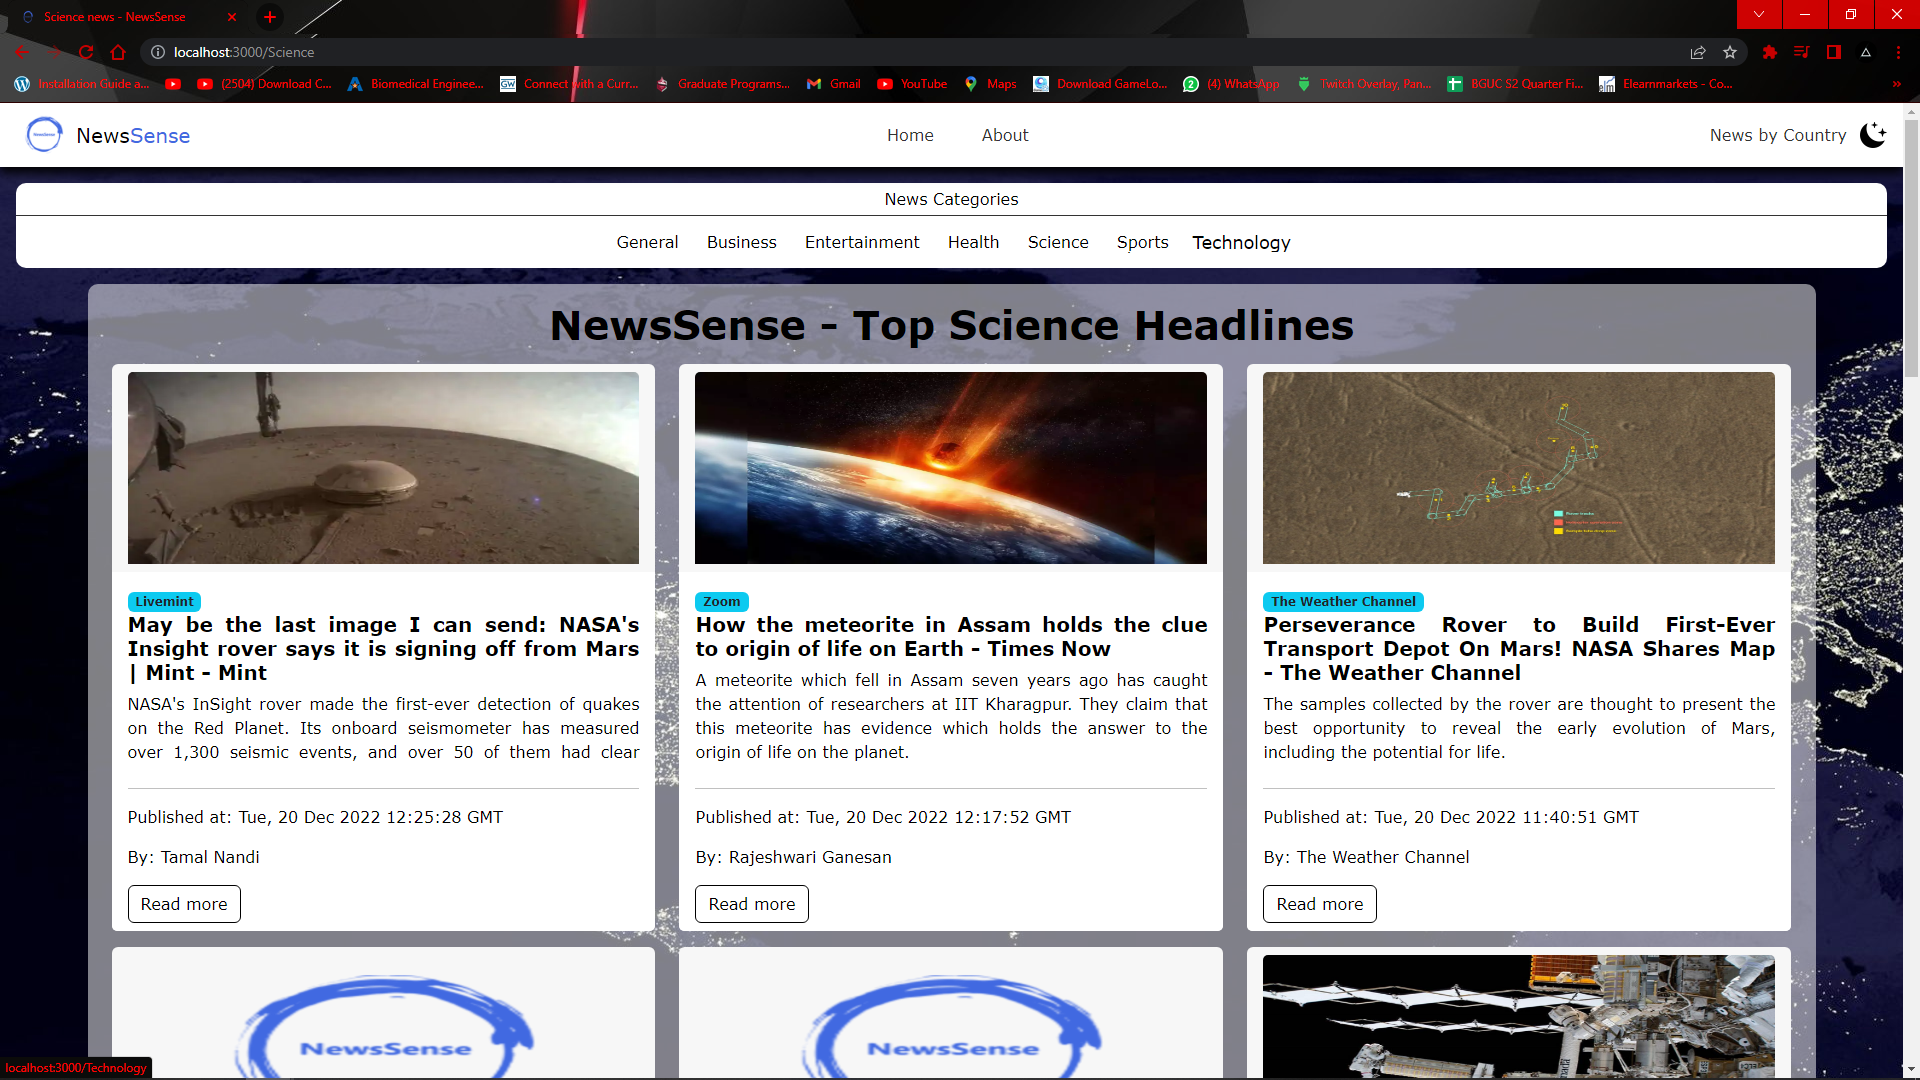 Science news - NewsSense
localhost:3000/Science
Installation Guide a...
(2504) Download C...
Biomedical Enginee...
GW
Connect with a Curr...
Graduate Programs...
Gmail
YouTube
Maps
Download GameLo...
(4) WhatsApp
Twitch Overlay, Pan...
BGUC S2 Quarter Fi...
Elearnmarkets - Co...
NewsSense
NewsSense
Home
About
News by Country
News Categories
General
Business
Entertainment
Health
Science
Sports
Technology
NewsSense - Top Science Headlines
Livemint
May be the last image I can send: NASA's
Insight rover says it is signing off from Mars
| Mint - Mint
NASA's InSight rover made the first-ever detection of quakes
on the Red Planet. Its onboard seismometer has measured
over 1,300 seismic events, and over 50 of them had clear
Published at: Tue, 20 Dec 2022 12:25:28 GMT
By: Tamal Nandi
Read more
Zoom
How the meteorite in Assam holds the clue
to origin of life on Earth - Times Now
A meteorite which fell in Assam seven years ago has caught
the attention of researchers at IIT Kharagpur. They claim that
this meteorite has evidence which holds the answer to the
origin of life on the planet.
Published at: Tue, 20 Dec 2022 12:17:52 GMT
By: Rajeshwari Ganesan
Read more
The Weather Channel
Perseverance Rover to Build First-Ever
Transport Depot On Mars! NASA Shares Map
- The Weather Channel
The samples collected by the rover are thought to present the
best opportunity to reveal the early evolution of Mars,
including the potential for life.
Published at: Tue, 20 Dec 2022 11:40:51 GMT
By: The Weather Channel
Read more
NewsSense
NewsSense
localhost:3000/Technology